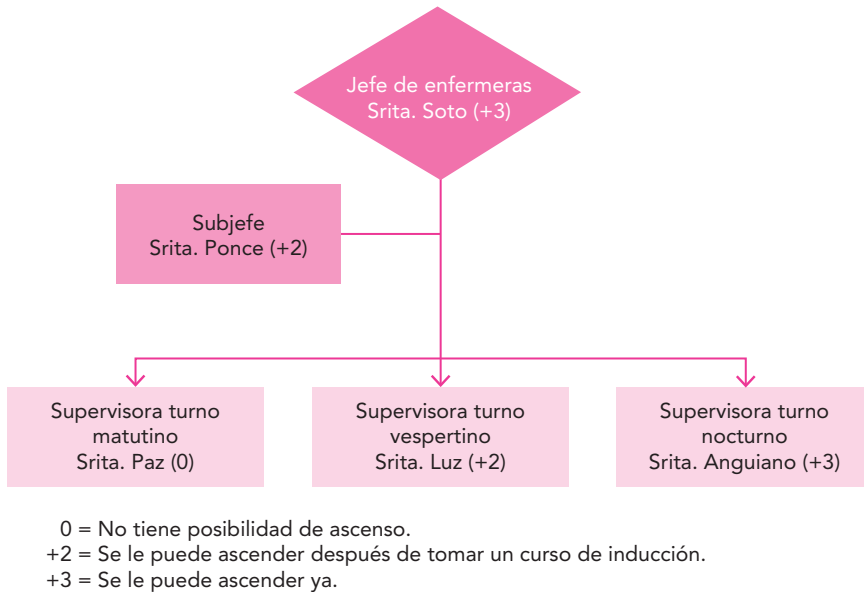 Jefe de enfermeras
Srita. Soto (+3)
Subjefe
Srita. Ponce (+2)
Supervisora turno
matutino
Srita. Paz (0)
Supervisora turno
vespertino
Srita. Luz (+2)
Supervisora turno
nocturno
Srita. Anguiano (+3)
0 = No tiene posibilidad de ascenso.
+2 = Se le puede ascender después de tomar un curso de inducción.
+3 = Se le puede ascender ya.